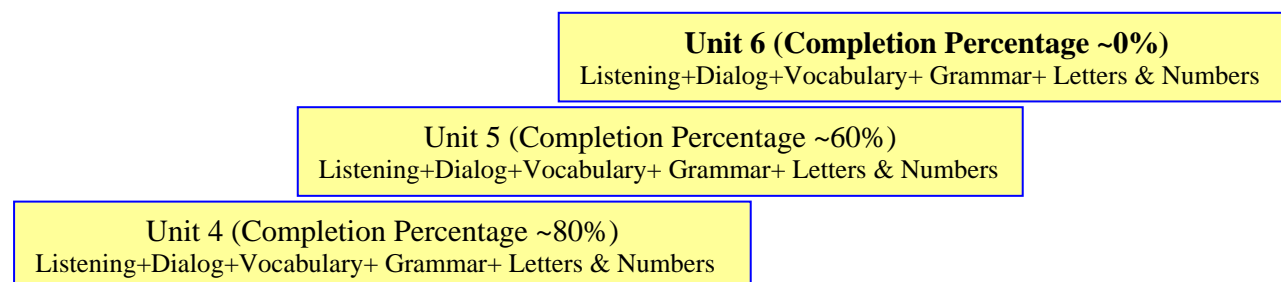 Unit 6 (Completion Percentage ~0%)
Listening+Dialog+Vocabulary+ Grammar+ Letters & Numbers
Unit 5 (Completion Percentage ~60%)
Listening+Dialog+Vocabulary+ Grammar+ Letters & Numbers
Unit 4 (Completion Percentage ~80%)
Listening+Dialog+Vocabulary+ Grammar+ Letters & Numbers